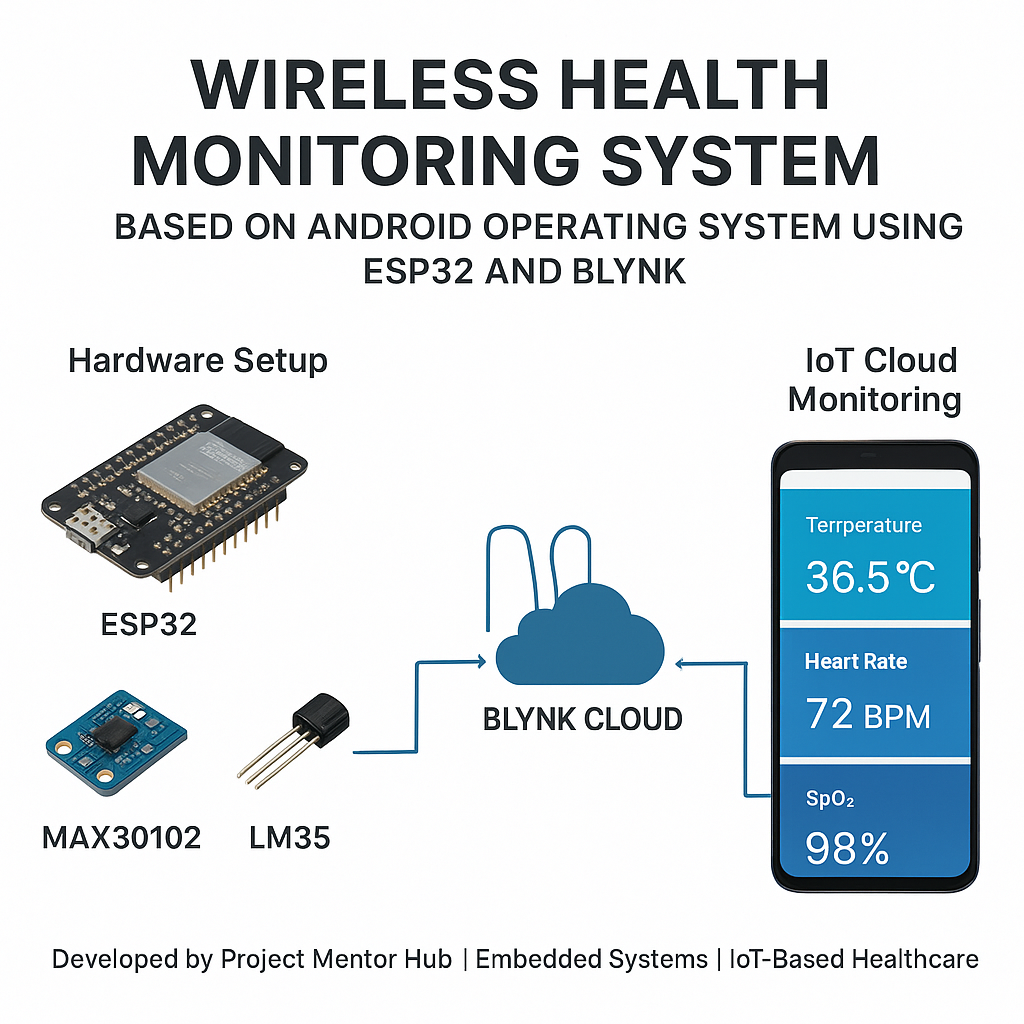 WIRELESS HEALTH
MONITORING SYSTEM
BASED ON ANDROID OPERATING SYSTEM USING
ESP32 AND BLYNK
Hardware Setup
ESP32
MAX30102
LM35
BLYNK CLOUD
IoT Cloud
Monitoring
Terrperature
36.5°C
Heart Rate
72 BPM
SpO₂
98%
Developed by Project Mentor Hub | Embedded Systems | IoT-Based Healthcare